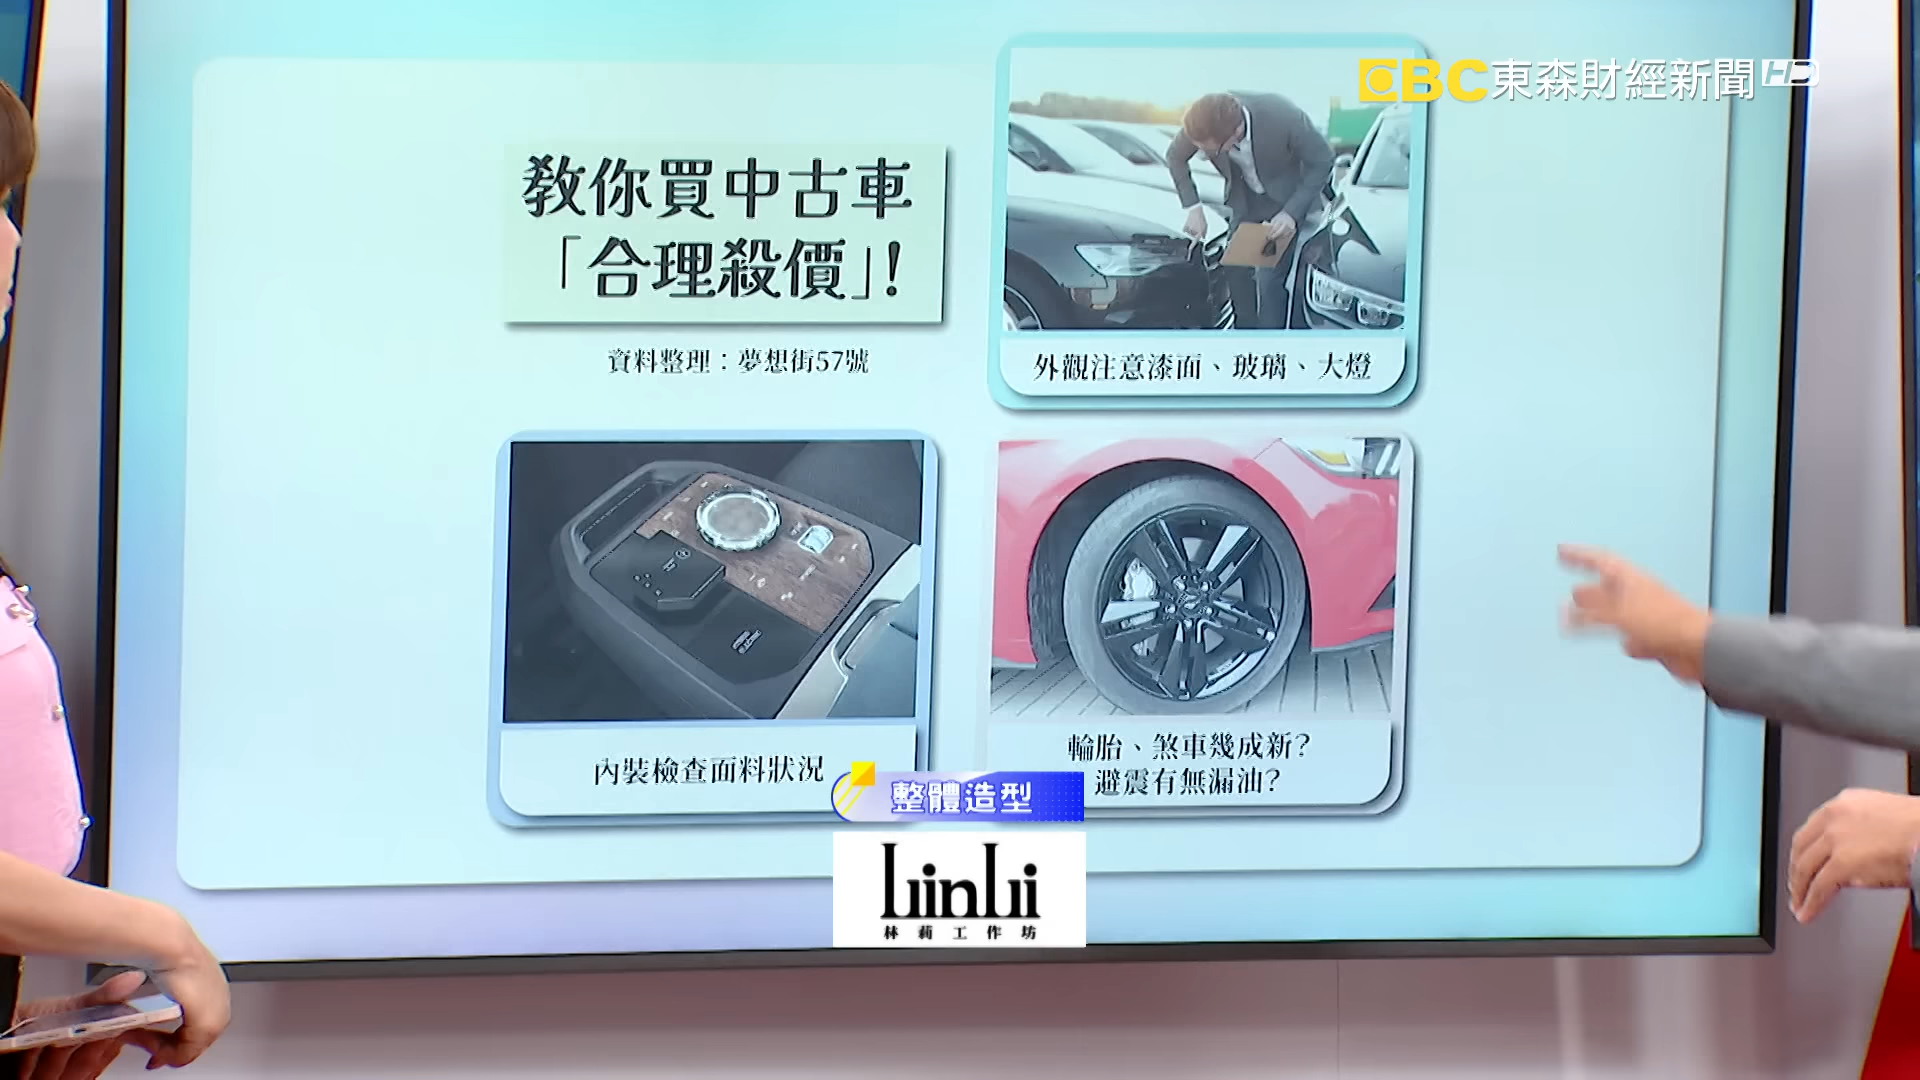 EBC東森財經新聞HD
教你買中古車
「合理殺價」!
資料整理：夢想街57號
外觀注意漆面、玻璃、大燈
內裝檢查面料狀況
輪胎、煞車幾成新?
避震有無漏油?
整體造型
LinLi
林莉工作坊